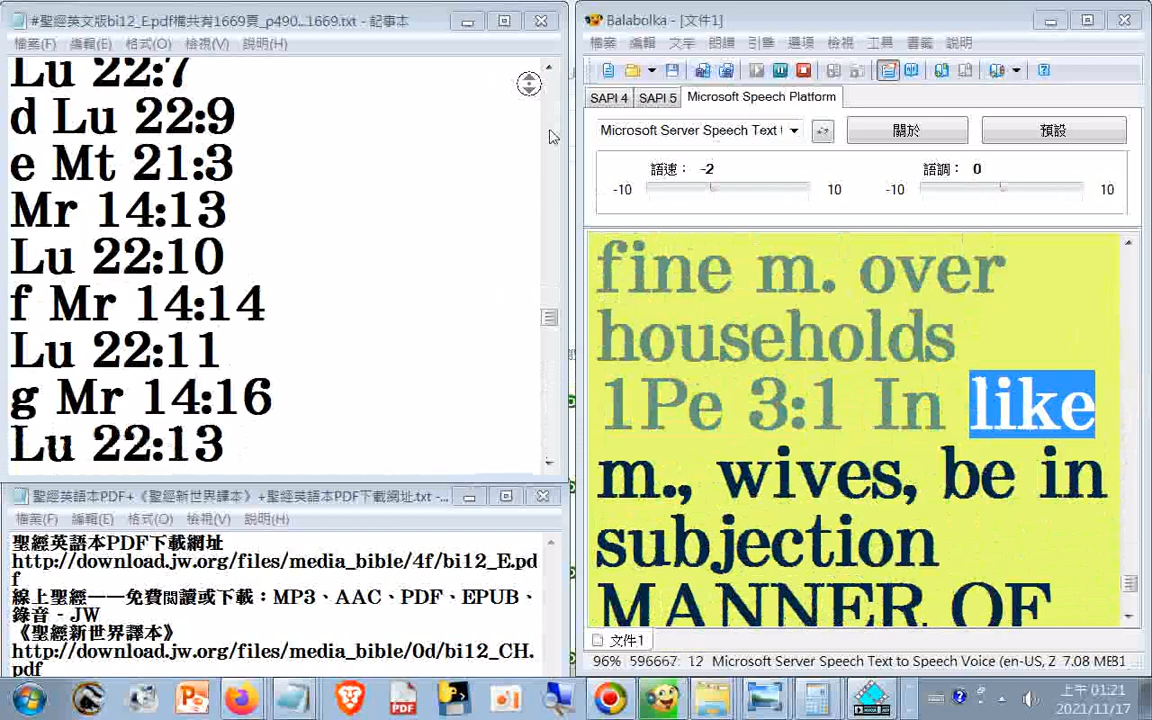 #聖經英文版bi12_E.pdf檔共有1669頁_p490...1669.txt - 記事本
檔案(F) 編輯(E) 格式(O) 檢視(V) 說明(H)
Lu 22:7
d Lu 22:9
e Mt 21:3
Mr 14:13
Lu 22:10
f Mr 14:14
Lu 22:11
g Mr 14:16
Lu 22:13
聖經英語本PDF+《聖經新世界譯本》+聖經英語本PDF下載網址.txt -...
檔案(F) 編輯(E) 格式(O) 檢視(V) 說明(H)
聖經英語本PDF下載網址
http://download.jw.org/files/media_bible/4f/bi12_E.pd
f
線上聖經——免費閱讀或下載：MP3、AAC、PDF、EPUB、
錄音 - JW
《聖經新世界譯本》
http://download.jw.org/files/media_bible/0d/bi12_CH.
pdf
Balabolka - [文件1]
檔案 編輯 文字 朗讀 引擎 選項 檢視 工具 書籤 說明
SAPI 4 SAPI 5 Microsoft Speech Platform
Microsoft Server Speech Text
關於 預設
語速： -2 語調： 0
-10 10 -10 10
fine m. over
households
1Pe 3:1 In like
m., wives, be in
subjection
MANNER OF
文件1
96% 596667: 12 Microsoft Server Speech Text to Speech Voice (en-US, Z 7.08 MB1
PDF
上午 01:21
2021/11/17